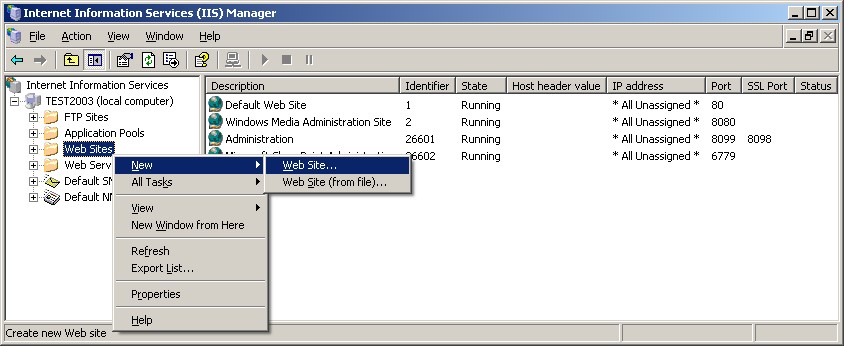 Internet Information Services (IIS) Manager
File Action View Window Help
Internet Information Services
TEST2003 (local computer)
FTP Sites
Application Pools
Web Sites
Web Serv
Default SM
Default NN
Description Identifier State Host header value IP address Port SSL Port Status
Default Web Site 1 Running * All Unassigned * 80
Windows Media Administration Site 2 Running * All Unassigned * 8080
Administration 26601 Running * All Unassigned * 8099 8098
Microsoft SharePoint Administration 26602 Running * All Unassigned * 6779
New
All Tasks
View
New Window from Here
Refresh
Export List...
Properties
Help
Web Site...
Web Site (from file)...
Create new Web site